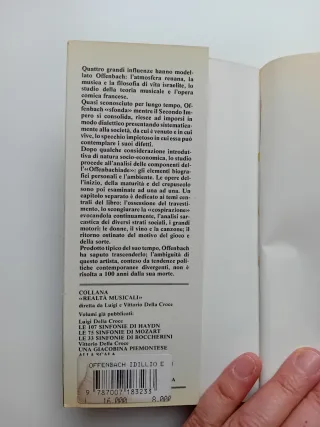 Quattro grandi influenze hanno model-
lato Offenbach: l'atmosfera renana, la
musica e la filosofia di vita israelite, lo
studio della teoria musicale e l'opera
comica francese.
Quasi sconosciuto per lungo tempo, Of-
fenbach «sfonda» mentre il Secondo Im-
pero si consolida, riesce ad imporsi in
modo dialettico presentando sistematica-
mente alla società, da cui è venuto e in cui
vive, lo specchio impietoso in cui essa può
contemplare i suoi difetti.
Dopo qualche considerazione introdut-
tiva di natura socio-economica, lo studio
procede all'analisi delle componenti del-
l'«Offenbachiade»: gli elementi biogra-
fici personali e l'ambiente. Le opere del-
l'inizio, della maturità e del crepuscolo
sono poi esaminate ad una ad una. Un
capitolo separato è dedicato ai temi cen-
trali del libro: l'ossessione del travesti-
mento, lo scongiurare la «cospirazione»
evocandola continuamente, l'analisi sar-
castica dei diversi strati sociali, i grandi
motori: le donne, il vino e la canzone; il
ritorno ostinato del motivo del gioco e
della sorte.
Prodotto tipico del suo tempo, Offenbach
ha saputo trascenderlo; l'ambiguità di
questo artista, conteso da tendenze poli-
tiche contemporanee divergenti, non è
risolta a 100 anni dalla sua morte.
COLLANA
«REALTÀ MUSICALI»
diretta da Luigi e Vittorio Della Croce
Volumi già pubblicati:
Luigi Della Croce
LE 107 SINFONIE DI HAYDN
LE 75 SINFONIE DI MOZART
LE 33 SINFONIE DI BOCCHERINI
Vittorio Della Croce
UNA GIACOBINA PIEMONTESE
ALLA SCALA
OFFENBACH IDILLIO E
9 787007 183233
L. 16.000 8.000